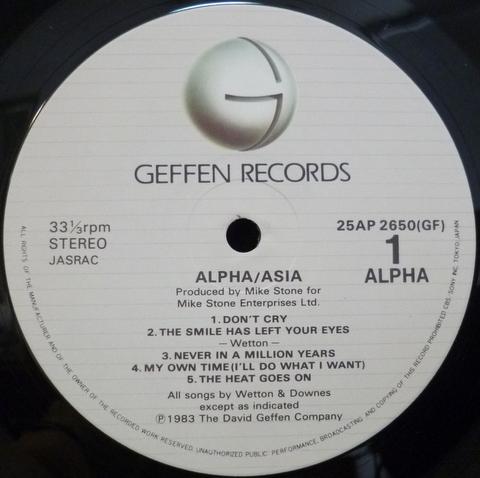 GEFFEN RECORDS
33⅓rpm
STEREO
JASRAC
25AP 2650(GF)
1
ALPHA
ALPHA/ASIA
Produced by Mike Stone for
Mike Stone Enterprises Ltd.
1.DON'T CRY
2.THE SMILE HAS LEFT YOUR EYES
—Wetton—
3.NEVER IN A MILLION YEARS
4.MY OWN TIME(I'LL DO WHAT I WANT)
5.THE HEAT GOES ON
All songs by Wetton & Downes
except as indicated
Ⓟ1983 The David Geffen Company
ALL RIGHTS OF THE MANUFACTURER AND OF THE OWNER OF THE RECORDED WORK RESERVED. UNAUTHORIZED PUBLIC PERFORMANCE, BROADCASTING AND COPYING OF THIS RECORD PROHIBITED. CBS/SONY INC. TOKYO JAPAN